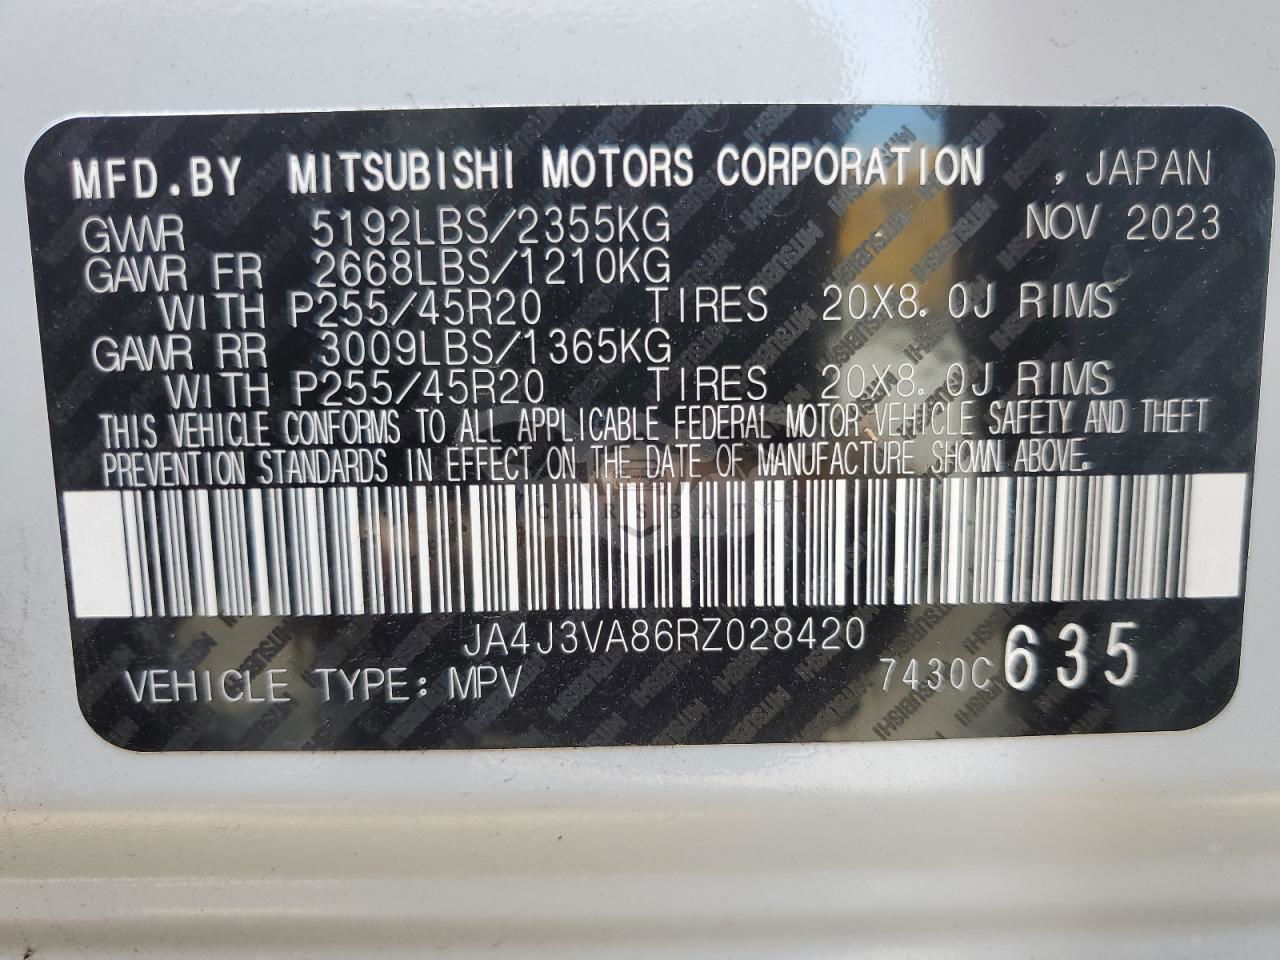 MFD.BY MITSUBISHI MOTORS CORPORATION , JAPAN
GVWR 5192LBS/2355KG NOV 2023
GAWR FR 2668LBS/1210KG
WITH P255/45R20 TIRES 20X8.0J RIMS
GAWR RR 3009LBS/1365KG
WITH P255/45R20 TIRES 20X8.0J RIMS
THIS VEHICLE CONFORMS TO ALL APPLICABLE FEDERAL MOTOR VEHICLE SAFETY AND THEFT
PREVENTION STANDARDS IN EFFECT ON THE DATE OF MANUFACTURE SHOWN ABOVE.
CARSBAT
JA4J3VA86RZ028420
VEHICLE TYPE: MPV 7430C 635